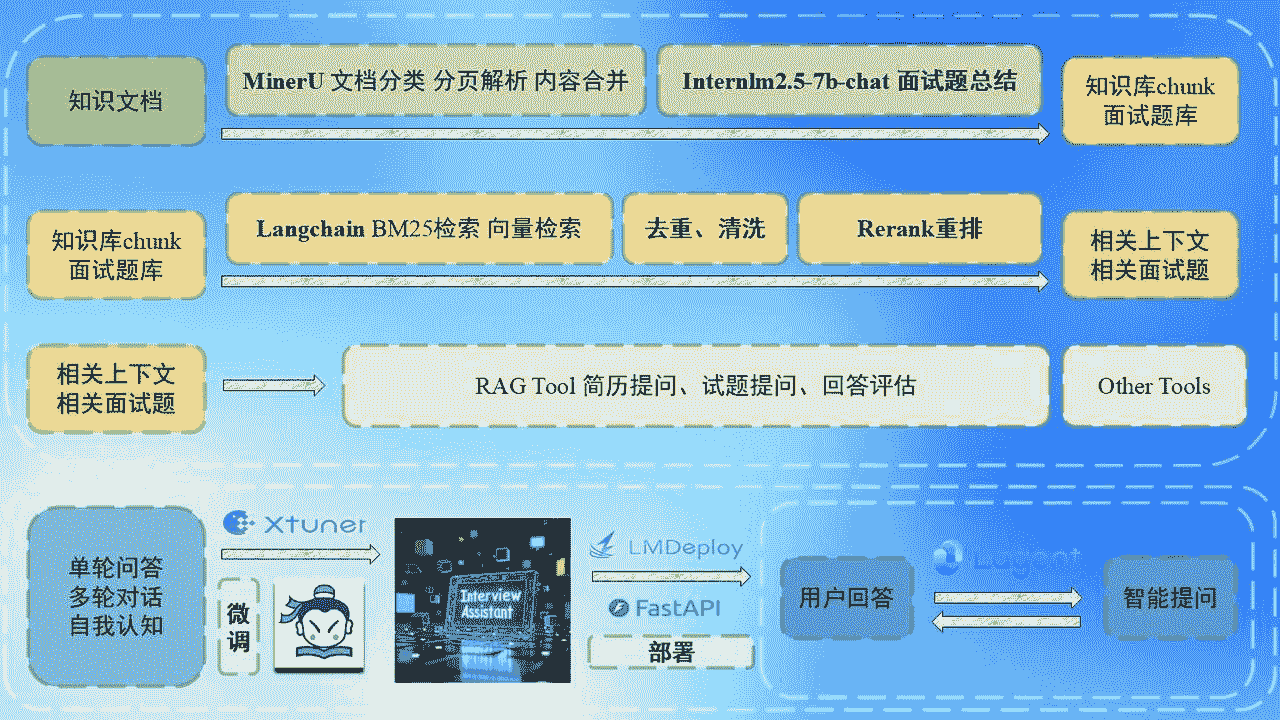 知识文档
MinerU 文档分类 分页解析 内容合并
Internlm2.5-7b-chat 面试题总结
知识库chunk
面试题库
知识库chunk
面试题库
Langchain BM25检索 向量检索
去重、清洗
Rerank重排
相关上下文
相关面试题
相关上下文
相关面试题
RAG Tool 简历提问、试题提问、回答评估
Other Tools
单轮问答
多轮对话
自我认知
Xtuner
微
调
Interview
Assistant
LMDeploy
FastAPI
部署
用户回答
智能提问